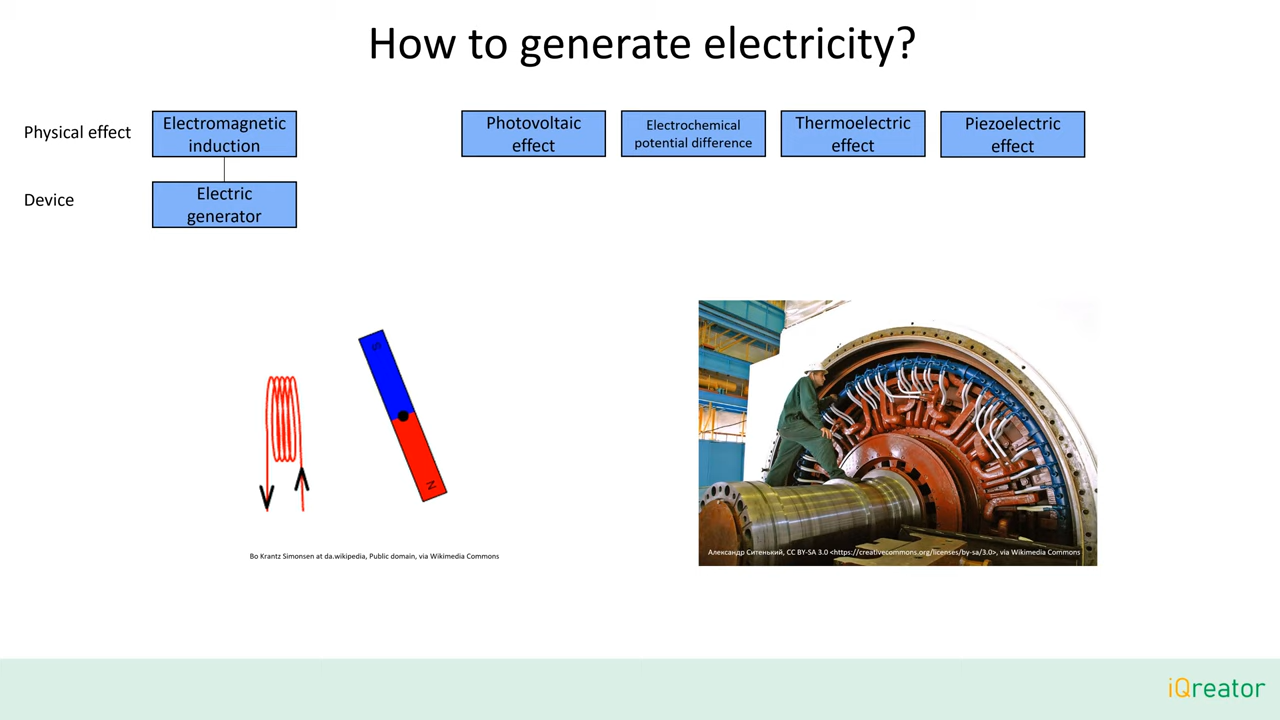 How to generate electricity?
Physical effect
Electromagnetic
induction
Photovoltaic
effect
Electrochemical
potential difference
Thermoelectric
effect
Piezoelectric
effect
Device
Electric
generator
S
N
Bo Krantz Simonsen at da.wikipedia, Public domain, via Wikimedia Commons
Александр Ситенький, CC BY-SA 3.0 <https://creativecommons.org/licenses/by-sa/3.0>, via Wikimedia Commons
iQreator